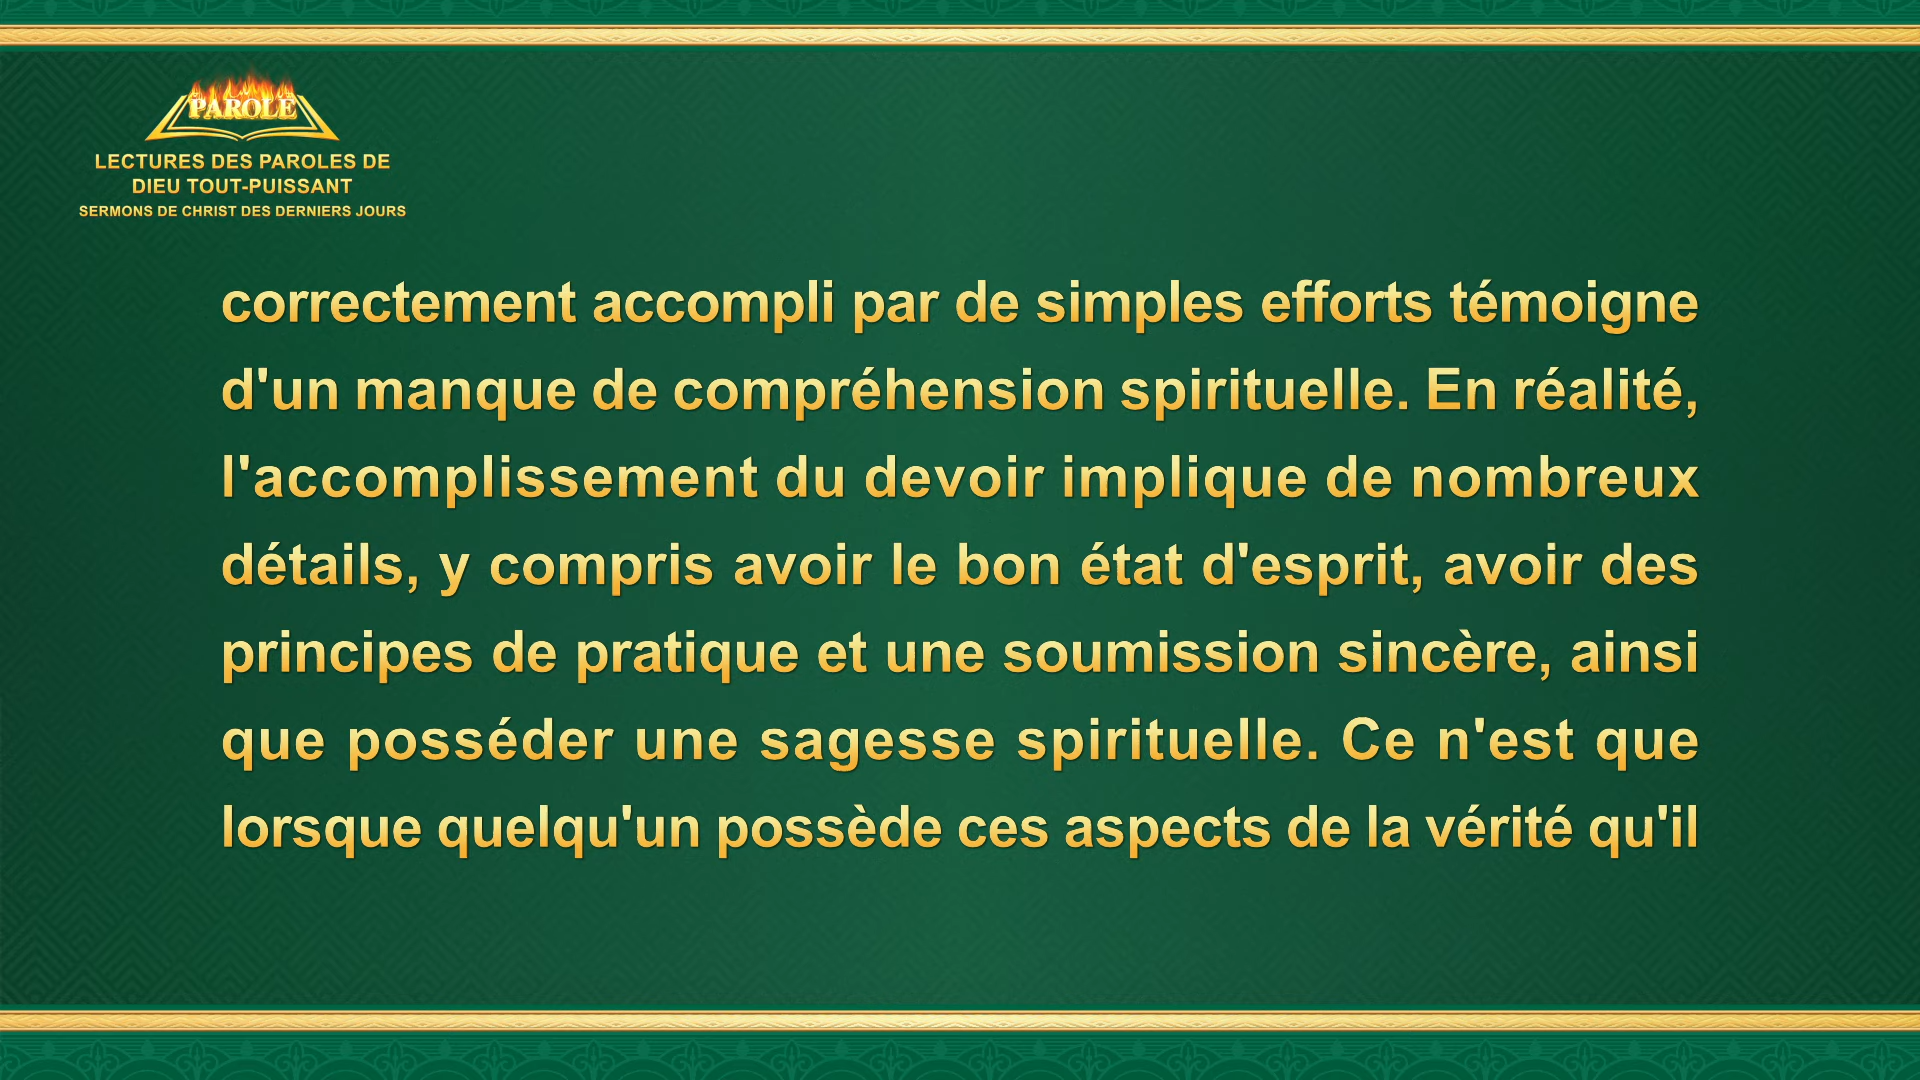 PAROLE
LECTURES DES PAROLES DE
DIEU TOUT-PUISSANT
SERMONS DE CHRIST DES DERNIERS JOURS
correctement accompli par de simples efforts témoigne
d'un manque de compréhension spirituelle. En réalité,
l'accomplissement du devoir implique de nombreux
détails, y compris avoir le bon état d'esprit, avoir des
principes de pratique et une soumission sincère, ainsi
que posséder une sagesse spirituelle. Ce n'est que
lorsque quelqu'un possède ces aspects de la vérité qu'il